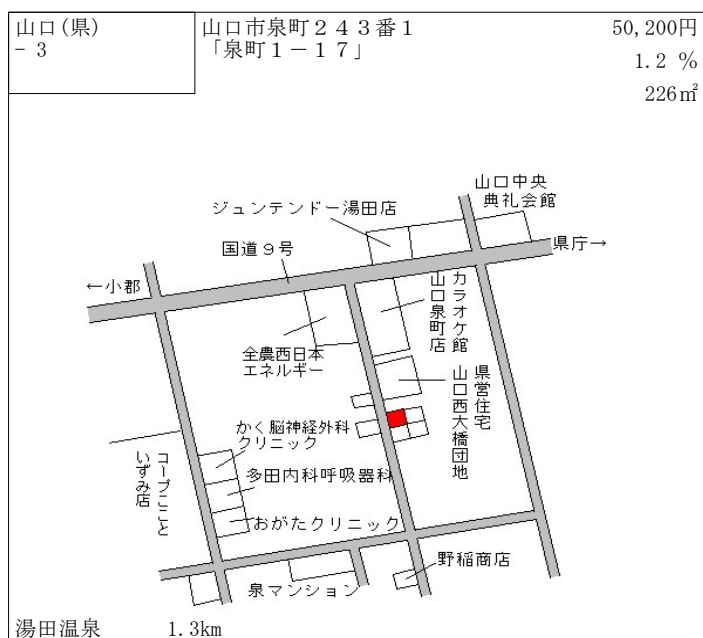 山口(県)
－３
山口市泉町２４３番１
「泉町１－１７」
50,200円
1.2 %
226㎡
山口中央
典礼会館
ジュンテンドー湯田店
国道９号
県庁→
←小郡
カラオケ館
山口泉町店
全農西日本
エネルギー
県営住宅
山口西大橋団地
かく脳神経外科
クリニック
コープここと
いずみ店
多田内科呼吸器科
おがたクリニック
野稲商店
泉マンション
湯田温泉 1.3km